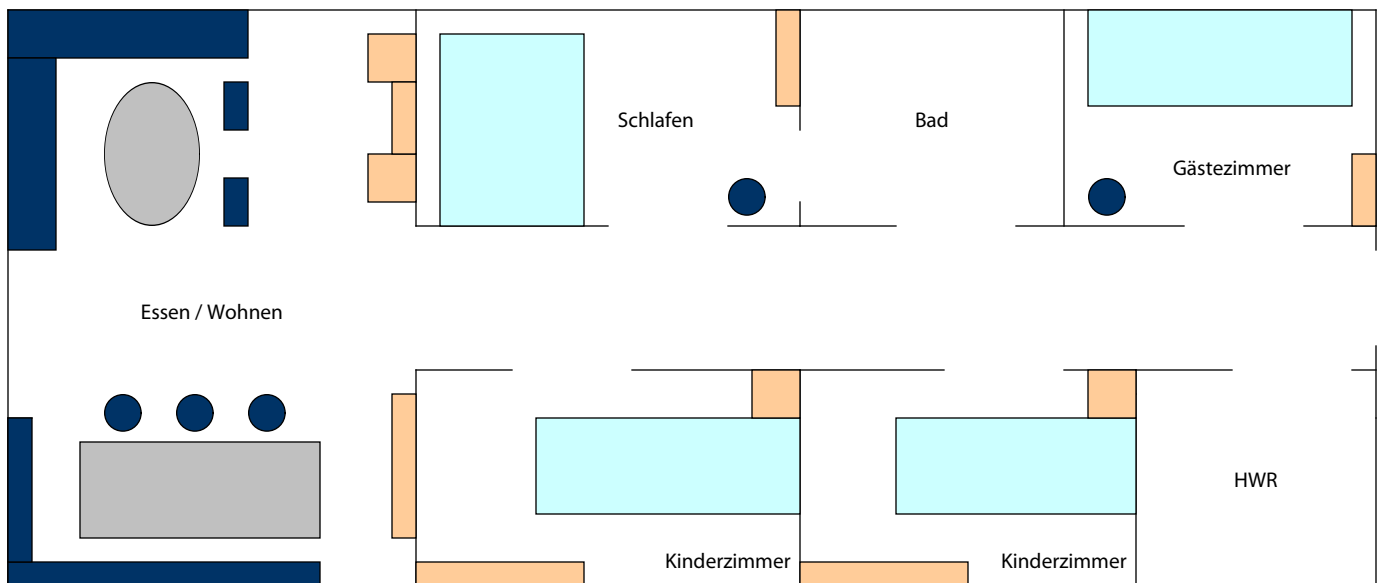 Schlafen
Bad
Gästezimmer
Essen / Wohnen
HWR
Kinderzimmer
Kinderzimmer